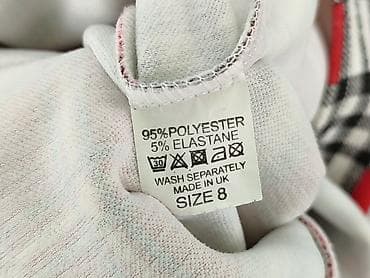 95%POLYESTER
5% ELASTANE
30
WASH SEPARATELY
MADE IN UK
SIZE 8